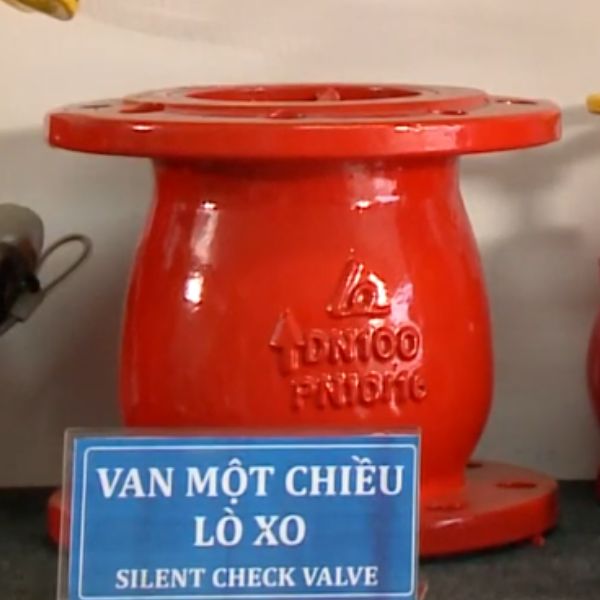 DN100
PN10/16
VAN MỘT CHIỀU
LÒ XO
SILENT CHECK VALVE